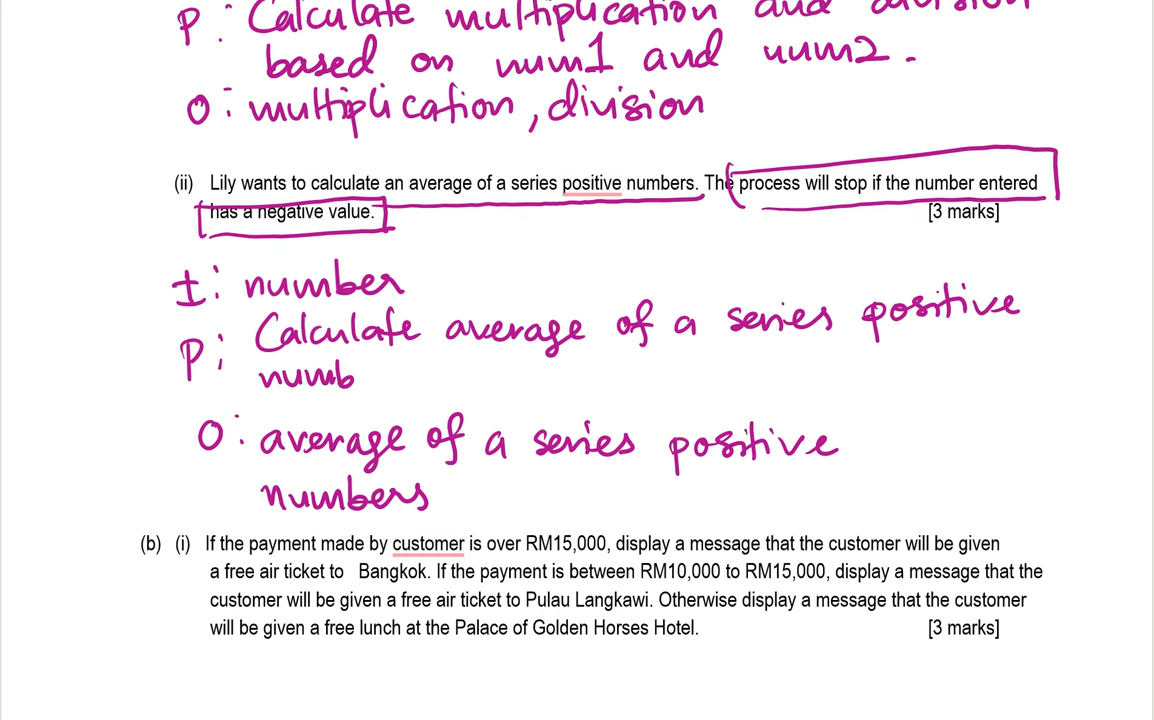 P : Calculate multiplication and division
based on num1 and num2.
O : multiplication, division
(ii) Lily wants to calculate an average of a series positive numbers. The process will stop if the number entered
has a negative value. [3 marks]
I : number
P : Calculate average of a series positive
numb
O : average of a series positive
numbers
(b) (i) If the payment made by customer is over RM15,000, display a message that the customer will be given
a free air ticket to Bangkok. If the payment is between RM10,000 to RM15,000, display a message that the
customer will be given a free air ticket to Pulau Langkawi. Otherwise display a message that the customer
will be given a free lunch at the Palace of Golden Horses Hotel. [3 marks]